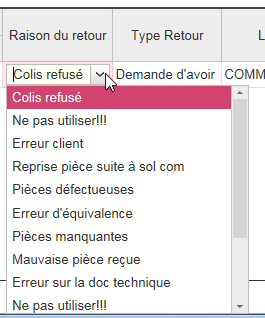 Raison du retour Type Retour L
Colis refusé Demande d'avoir COMM
Colis refusé
Ne pas utiliser!!!
Erreur client
Reprise pièce suite à sol com
Pièces défectueuses
Erreur d'équivalence
Pièces manquantes
Mauvaise pièce reçue
Erreur sur la doc technique
Ne pas utiliser!!!